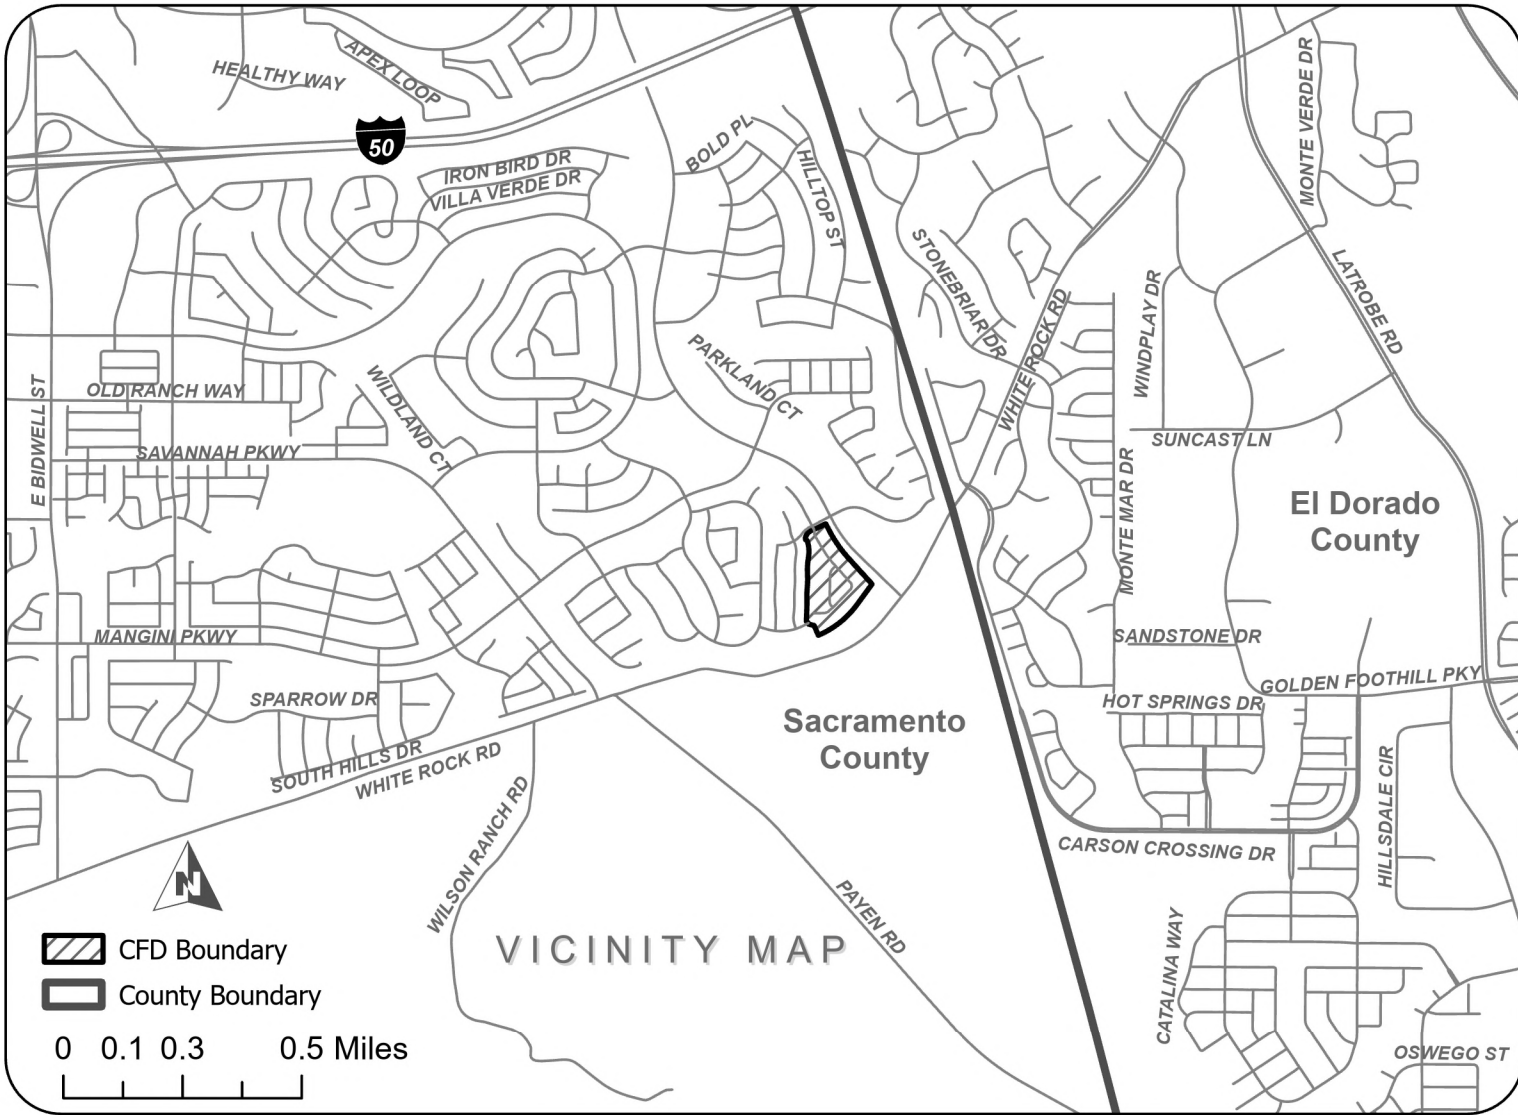 HEALTHY WAY
APEX LOOP
50
IRON BIRD DR
VILLA VERDE DR
BOLD PL
HILLTOP ST
MONTE VERDE DR
STONEBRIAR DR
WHITE ROCK RD
WINDPLAY DR
LATROBE RD
PARKLAND CT
WILDLAND CT
OLD RANCH WAY
E BIDWELL ST
SAVANNAH PKWY
SUNCAST LN
MONTE MAR DR
El Dorado
County
MANGINI PKWY
SANDSTONE DR
GOLDEN FOOTHILL PKY
HOT SPRINGS DR
SPARROW DR
Sacramento
County
SOUTH HILLS DR
WHITE ROCK RD
WILSON RANCH RD
HILLSDALE CIR
CARSON CROSSING DR
PAYEN RD
CATALINA WAY
OSWEGO ST
N
VICINITY MAP
CFD Boundary
County Boundary
0 0.1 0.3 0.5 Miles